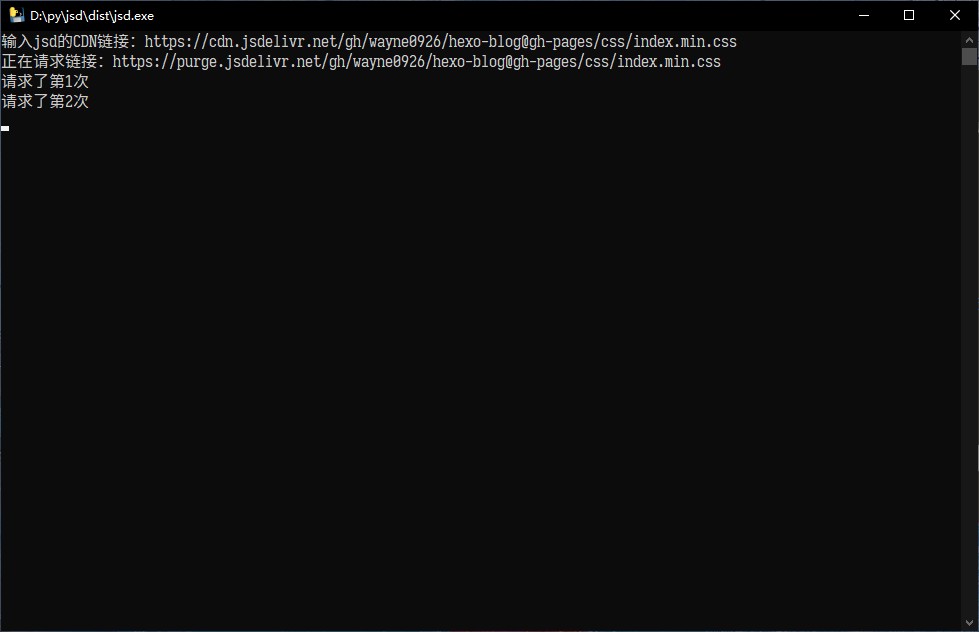 D:\py\jsd\dist\jsd.exe
输入jsd的CDN链接：https://cdn.jsdelivr.net/gh/wayne0926/hexo-blog@gh-pages/css/index.min.css
正在请求链接：https://purge.jsdelivr.net/gh/wayne0926/hexo-blog@gh-pages/css/index.min.css
请求了第1次
请求了第2次